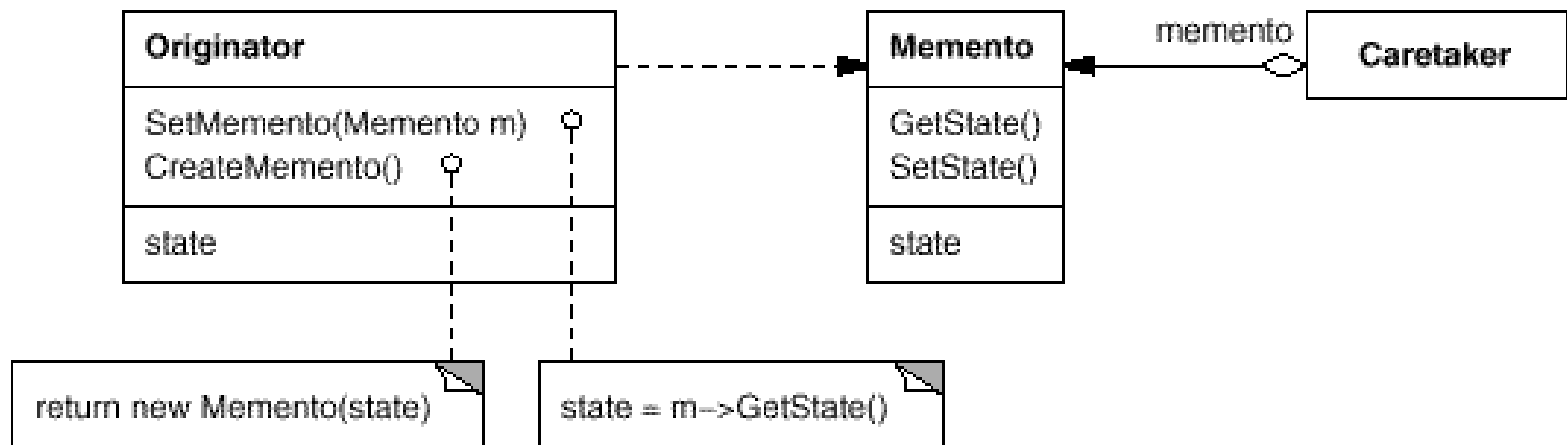 Originator
SetMemento(Memento m)
CreateMemento()
state
Memento
GetState()
SetState()
state
memento
Caretaker
return new Memento(state)
state = m->GetState()